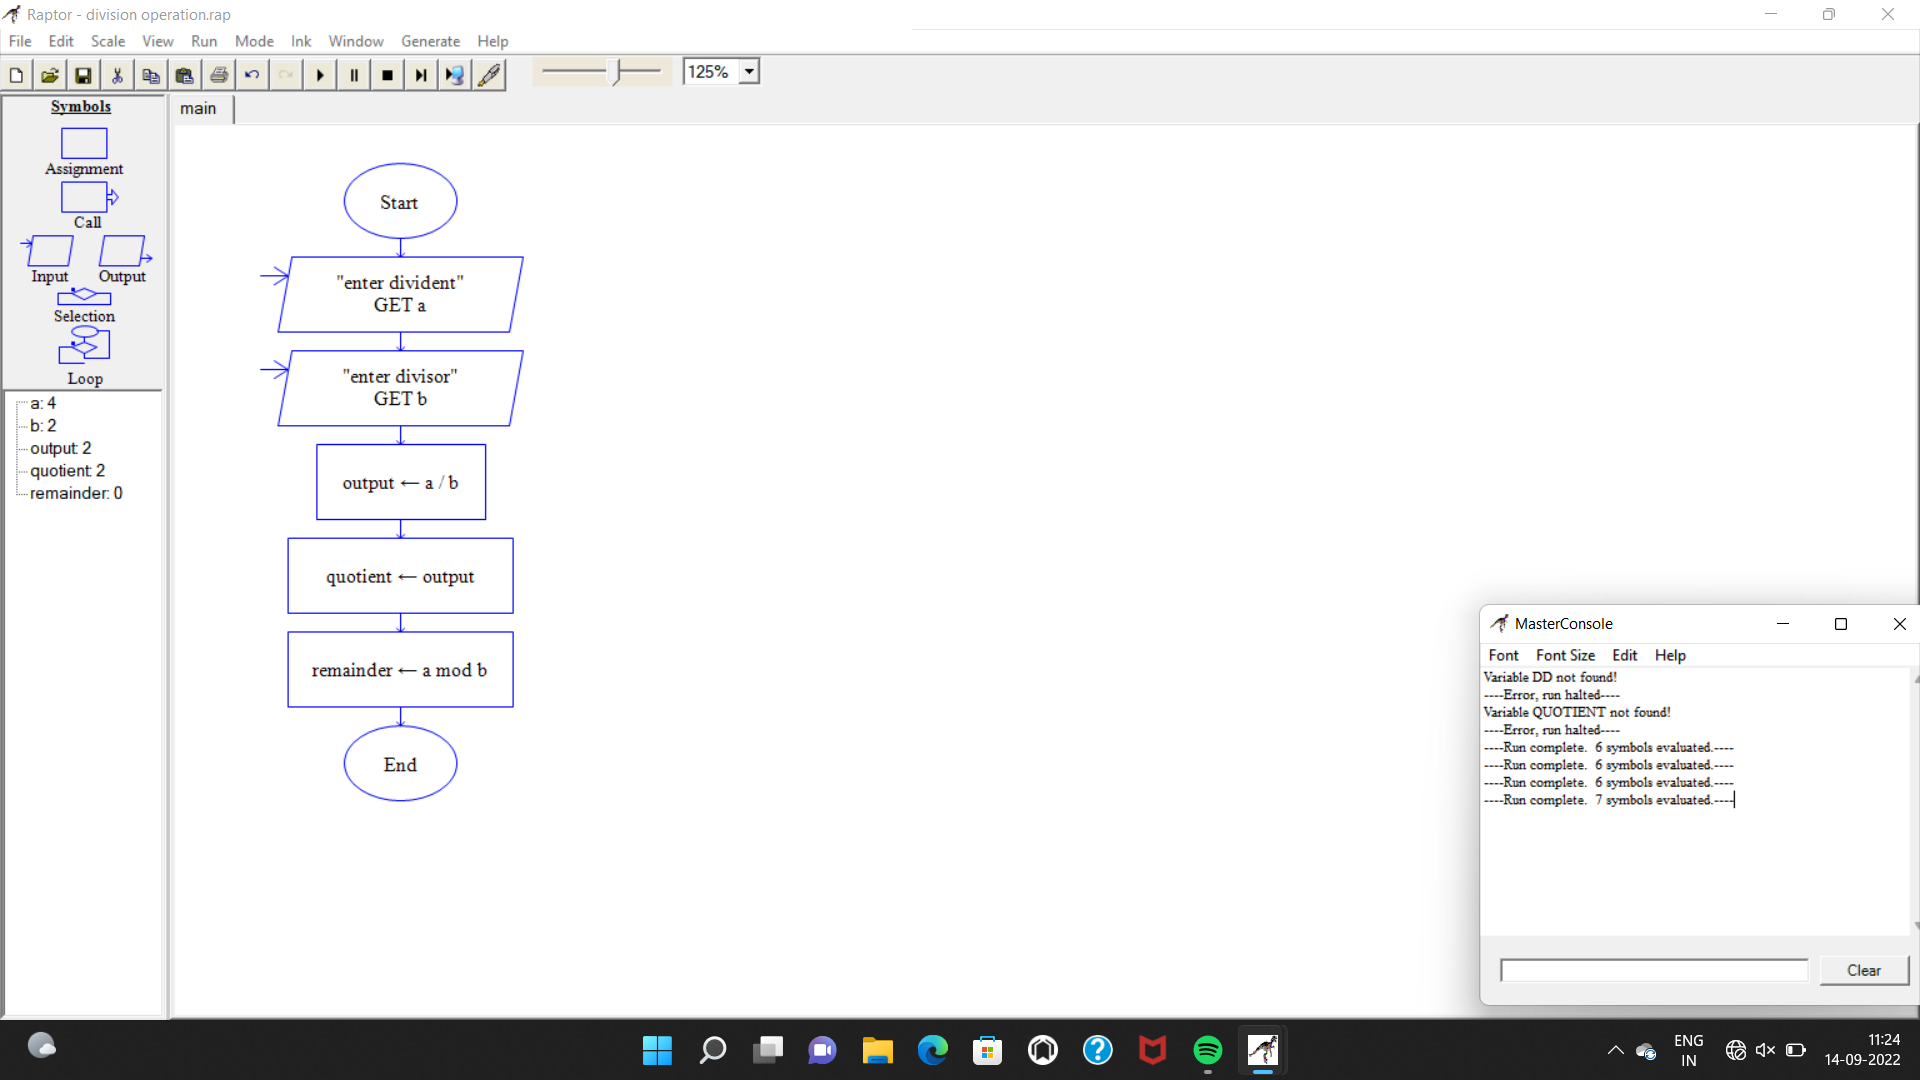 Raptor - division operation.rap
File Edit Scale View Run Mode Ink Window Generate Help
125%
Symbols
Assignment
Call
Input Output
Selection
Loop
a: 4
b: 2
output: 2
quotient: 2
remainder: 0
main
Start
"enter divident"
GET a
"enter divisor"
GET b
output ← a / b
quotient ← output
remainder ← a mod b
End
MasterConsole
Font Font Size Edit Help
Variable DD not found!
----Error, run halted----
Variable QUOTIENT not found!
----Error, run halted----
----Run complete.  6 symbols evaluated.----
----Run complete.  6 symbols evaluated.----
----Run complete.  6 symbols evaluated.----
----Run complete.  7 symbols evaluated.----
Clear
ENG
IN
11:24
14-09-2022